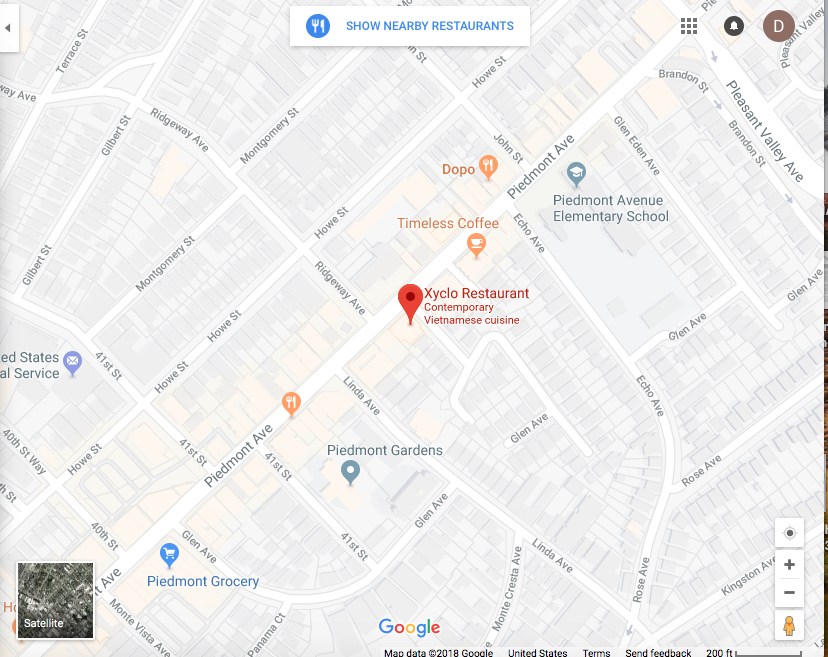 SHOW NEARBY RESTAURANTS
D
Terrace St
Howe St
Brandon St
Pleasant Valley Ave
Pleasant Valley
way Ave
Gilbert St
Ridgeway Ave
Montgomery St
John St
Piedmont Ave
Glen Eden Ave
Brandon St
Dopo
Piedmont Avenue
Elementary School
Timeless Coffee
Howe St
Echo Ave
Gilbert St
Montgomery St
Ridgeway Ave
Xyclo Restaurant
Contemporary
Vietnamese cuisine
Glen Ave
Howe St
Glen Ave
ed States
al Service
41st St
Howe St
Linda Ave
Echo Ave
Glen Ave
40th St Way
Howe St
41st St
Piedmont Ave
Piedmont Gardens
41st St
Rose Ave
Glen Ave
40th St
Glen Ave
41st St
Linda Ave
Piedmont Grocery
Ave
Monte Cresta Ave
Rose Ave
Kingston Ave
Monte Vista Ave
Panama Ct
Satellite
Google
Map data ©2018 Google United States Terms Send feedback 200 ft